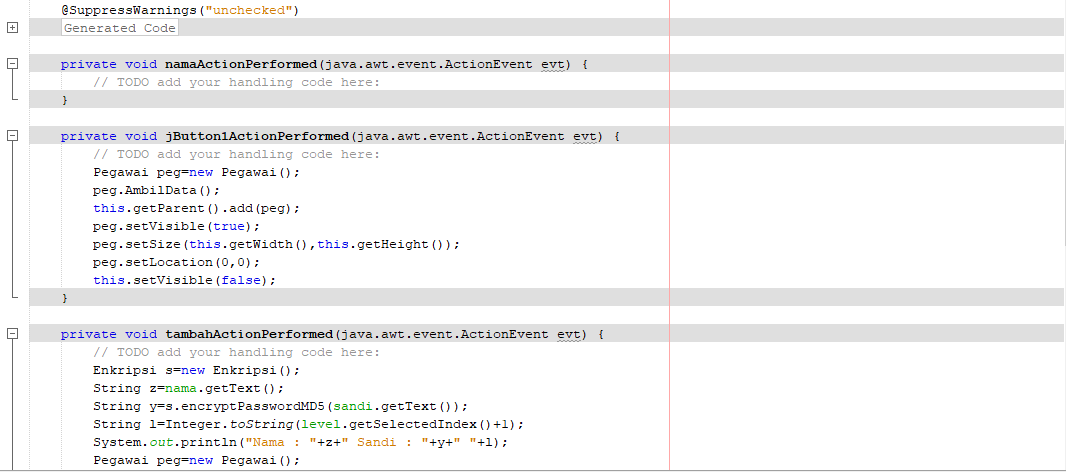 @SuppressWarnings("unchecked")
Generated Code
private void namaActionPerformed(java.awt.event.ActionEvent evt) {
// TODO add your handling code here:
}
private void jButton1ActionPerformed(java.awt.event.ActionEvent evt) {
// TODO add your handling code here:
Pegawai peg=new Pegawai();
peg.AmbilData();
this.getParent().add(peg);
peg.setVisible(true);
peg.setSize(this.getWidth(),this.getHeight());
peg.setLocation(0,0);
this.setVisible(false);
}
private void tambahActionPerformed(java.awt.event.ActionEvent evt) {
// TODO add your handling code here:
Enkripsi s=new Enkripsi();
String z=nama.getText();
String y=s.encryptPasswordMD5(sandi.getText());
String l=Integer.toString(level.getSelectedIndex()+1);
System.out.println("Nama : "+z+" Sandi : "+y+" "+l);
Pegawai peg=new Pegawai();